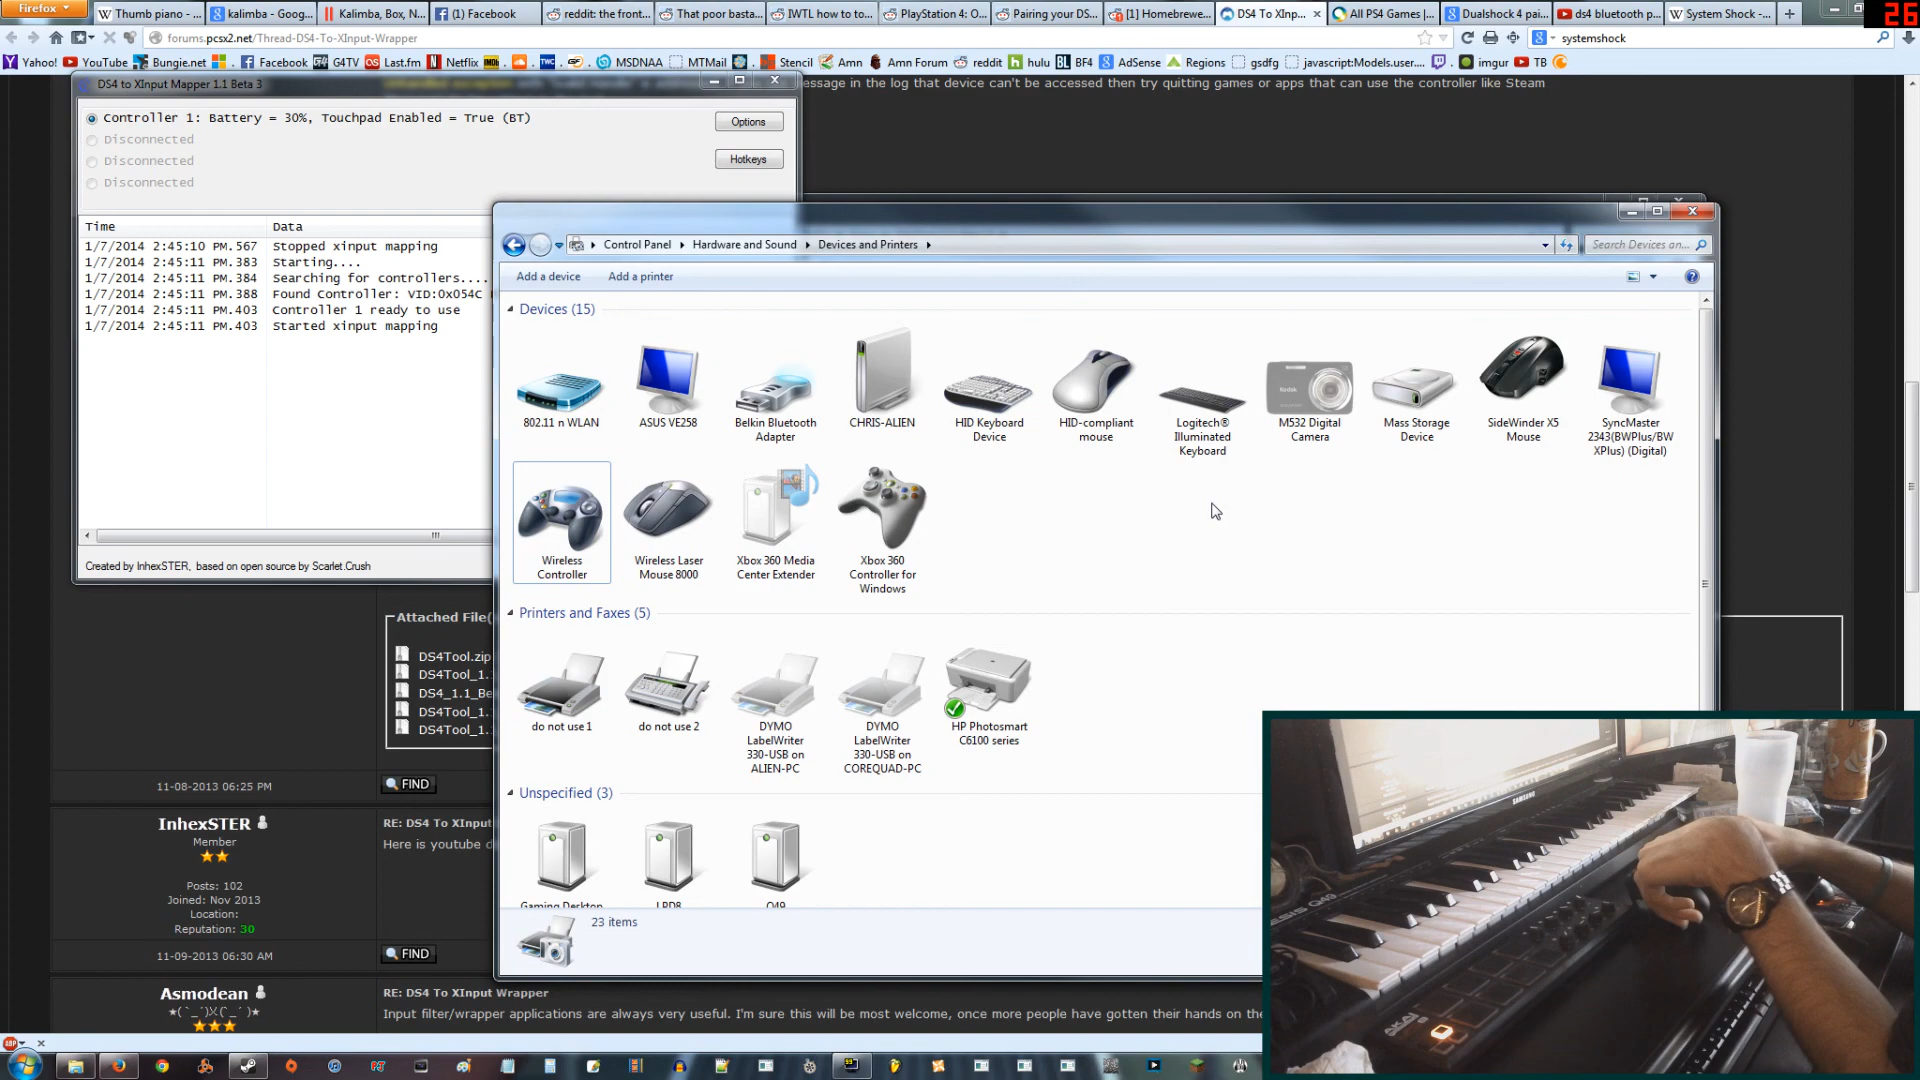 Firefox
Thumb piano - ...
kalimba - Goog...
Kalimba, Box, N...
(1) Facebook
reddit: the front...
That poor basta...
IWTL how to to...
PlayStation 4: O...
Pairing your DS...
[1] Homebrewe...
DS4 To XInp...
All PS4 Games |...
Dualshock 4 pai...
ds4 bluetooth p...
System Shock -...
26
forums.pcsx2.net/Thread-DS4-To-XInput-Wrapper
systemshock
Yahoo!
YouTube
Bungie.net
Facebook
G4TV
Last.fm
Netflix
MSDNAA
MTMail
Stencil
Amn
Amn Forum
reddit
hulu
BF4
AdSense
Regions
gsdfg
javascript:Models.user....
imgur
TB
DS4 to XInput Mapper 1.1 Beta 3
essage in the log that device can't be accessed then try quitting games or apps that can use the controller like Steam
Controller 1: Battery = 30%, Touchpad Enabled = True (BT)
Options
Disconnected
Disconnected
Hotkeys
Disconnected
Time Data
1/7/2014 2:45:10 PM.567 Stopped xinput mapping
1/7/2014 2:45:11 PM.383 Starting....
1/7/2014 2:45:11 PM.384 Searching for controllers....
1/7/2014 2:45:11 PM.388 Found Controller: VID:0x054C
1/7/2014 2:45:11 PM.403 Controller 1 ready to use
1/7/2014 2:45:11 PM.403 Started xinput mapping
Created by InhexSTER, based on open source by Scarlet.Crush
Control Panel
Hardware and Sound
Devices and Printers
Search Devices an...
Add a device
Add a printer
Devices (15)
802.11 n WLAN
ASUS VE258
Belkin Bluetooth Adapter
CHRIS-ALIEN
HID Keyboard Device
HID-compliant mouse
Logitech® Illuminated Keyboard
Kodak
M532 Digital Camera
Mass Storage Device
SideWinder X5 Mouse
SyncMaster 2343(BWPlus/BW XPlus) (Digital)
Wireless Controller
Wireless Laser Mouse 8000
Xbox 360 Media Center Extender
Xbox 360 Controller for Windows
Printers and Faxes (5)
do not use 1
do not use 2
DYMO LabelWriter 330-USB on ALIEN-PC
DYMO LabelWriter 330-USB on COREQUAD-PC
HP Photosmart C6100 series
Unspecified (3)
Gaming Desktop
LPD8
Q49
23 items
Attached File(
DS4Tool.zip
DS4Tool_1.
DS4_1.1_Be
DS4Tool_1.
DS4Tool_1.
11-08-2013 06:25 PM
FIND
InhexSTER
Member
Posts: 102
Joined: Nov 2013
Location:
Reputation: 30
11-09-2013 06:30 AM
RE: DS4 To XInput
Here is youtube d
FIND
Asmodean
RE: DS4 To XInput Wrapper
Input filter/wrapper applications are always very useful. I'm sure this will be most welcome, once more people have gotten their hands on the
SAMSUNG
AKAI
Q49
ABP